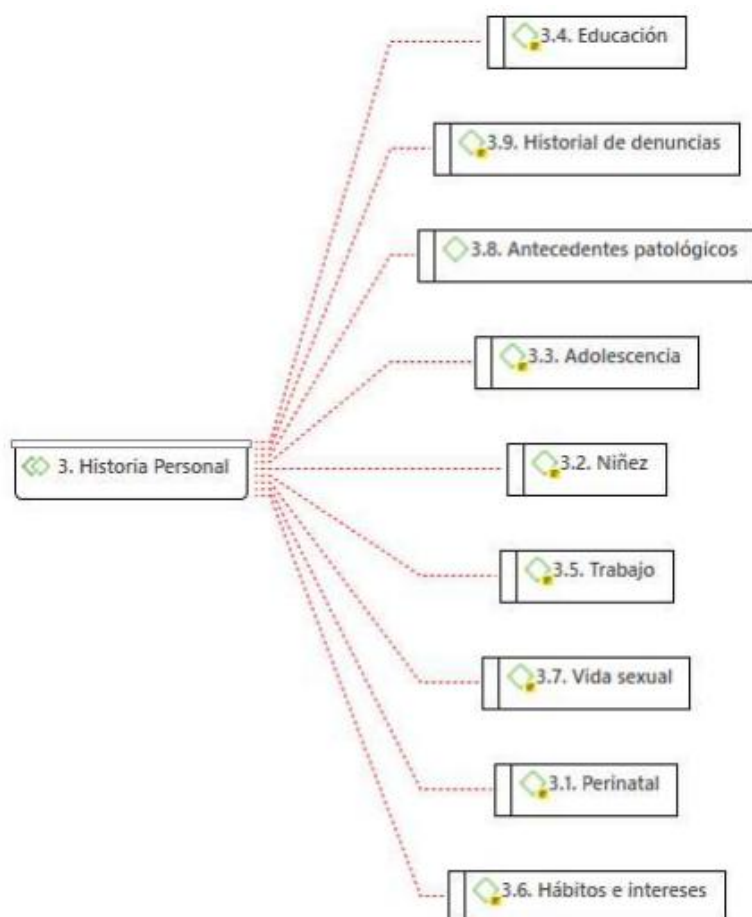 3.4. Educación
3.9. Historial de denuncias
3.8. Antecedentes patológicos
3.3. Adolescencia
3. Historia Personal
3.2. Niñez
3.5. Trabajo
3.7. Vida sexual
3.1. Perinatal
3.6. Hábitos e intereses